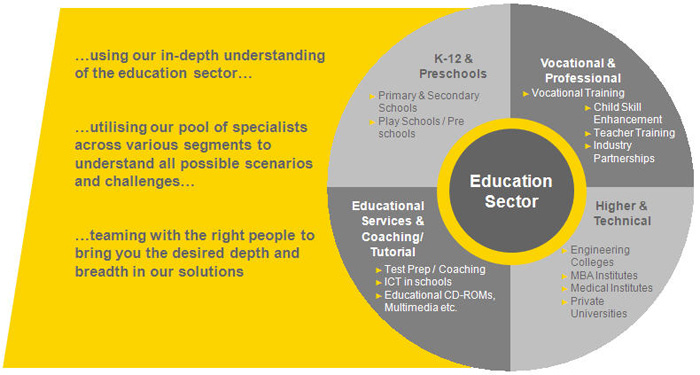 …using our in-depth understanding
of the education sector…
…utilising our pool of specialists
across various segments to
understand all possible scenarios
and challenges…
…teaming with the right people to
bring you the desired depth and
breadth in our solutions
K-12 &
Preschools
► Primary & Secondary
Schools
► Play Schools / Pre
schools
Vocational &
Professional
► Vocational Training
► Child Skill
Enhancement
► Teacher Training
► Industry
Partnerships
Education
Sector
Educational
Services &
Coaching/
Tutorial
► Test Prep / Coaching
► ICT in schools
► Educational CD-ROMs,
Multimedia etc.
Higher &
Technical
► Engineering
Colleges
► MBA Institutes
► Medical Institutes
► Private
Universities